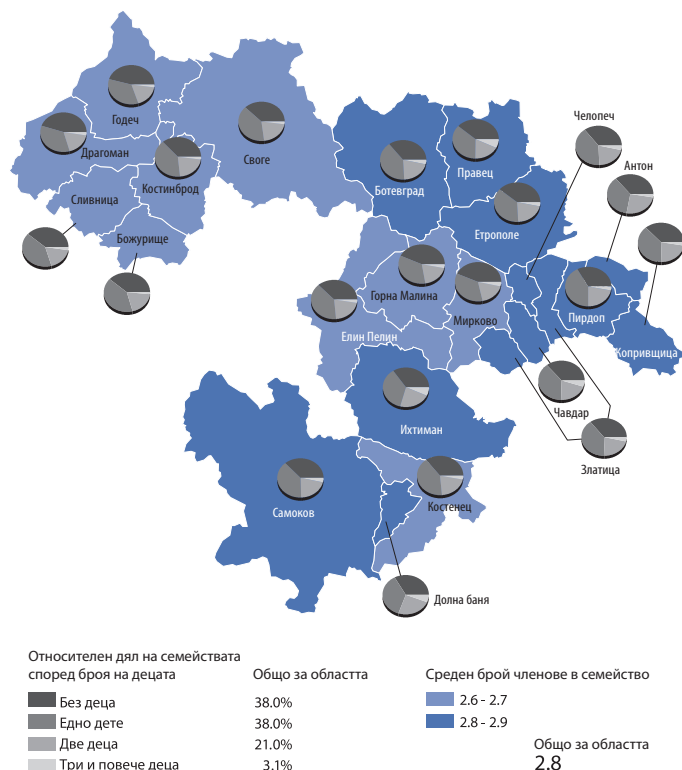 Челопеч
Годеч
Антон
Драгоман
Своге
Правец
Костинброд
Ботевград
Сливница
Етрополе
Божурище
Горна Малина
Мирково
Пирдоп
Елин Пелин
Копривщица
Чавдар
Ихтиман
Златица
Самоков
Костенец
Долна баня
Относителен дял на семействата
според броя на децата
Общо за областта
Без деца 38.0%
Едно дете 38.0%
Две деца 21.0%
Три и повече деца 3.1%
Среден брой членове в семейство
2.6 - 2.7
2.8 - 2.9
Общо за областта
2.8